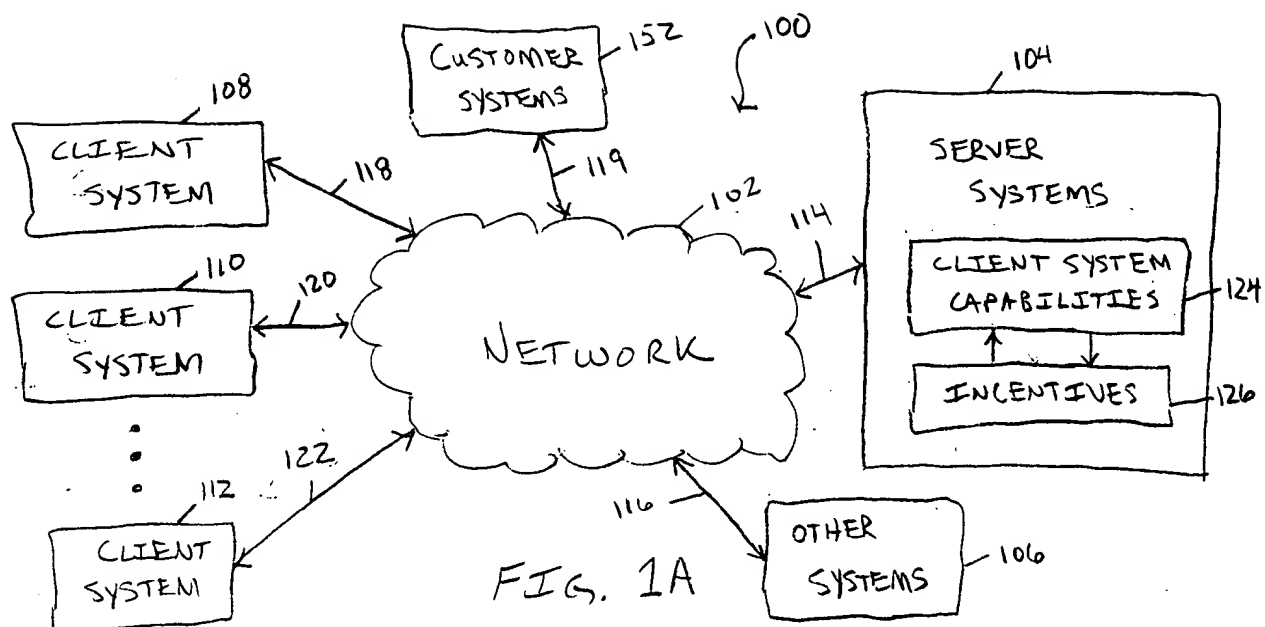 CUSTOMER
SYSTEMS
152
100
104
108
CLIENT
SYSTEM
118
119
102
114
SERVER
SYSTEMS
110
CLIENT
SYSTEM
120
NETWORK
CLIENT SYSTEM
CAPABILITIES
124
INCENTIVES
126
122
112
CLIENT
SYSTEM
116
OTHER
SYSTEMS
106
FIG. 1A